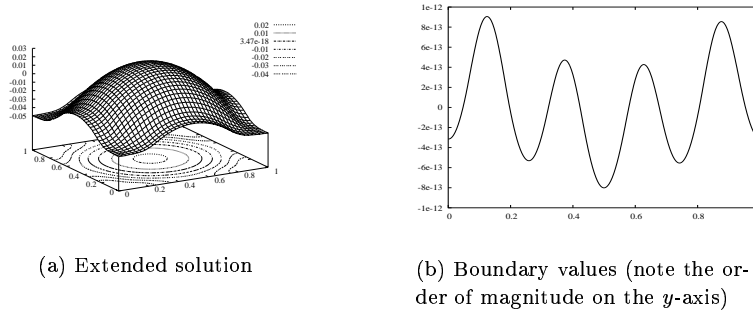 0.02
0.01
3.47e-18
-0.01
-0.02
-0.03
-0.04
0.03
0.02
0.01
0
-0.01
-0.02
-0.03
-0.04
-0.05
1
0.8
0.6
0.4
0.2
0
0
0.2
0.4
0.6
0.8
1
(a) Extended solution
1e-12
8e-13
6e-13
4e-13
2e-13
0
-2e-13
-4e-13
-6e-13
-8e-13
-1e-12
0 0.2 0.4 0.6 0.8
(b) Boundary values (note the or-
der of magnitude on the y-axis)